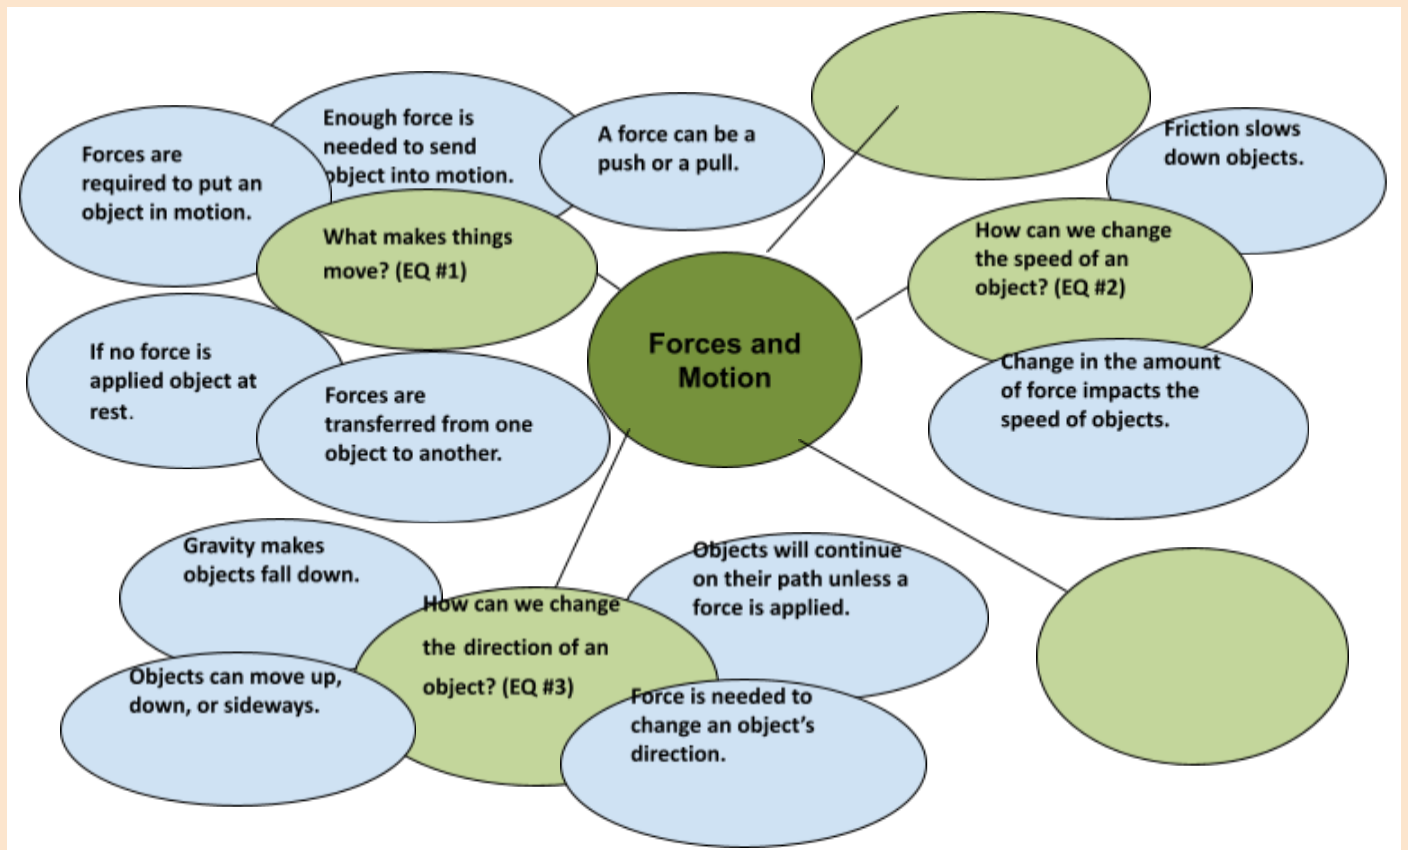 Enough force is
needed to send
object into motion.
Forces are
required to put an
object in motion.
A force can be a
push or a pull.
What makes things
move? (EQ #1)
If no force is
applied object at
rest.
Forces are
transferred from one
object to another.
Forces and
Motion
Friction slows
down objects.
How can we change
the speed of an
object? (EQ #2)
Change in the amount
of force impacts the
speed of objects.
Gravity makes
objects fall down.
Objects can move up,
down, or sideways.
How can we change
the direction of an
object? (EQ #3)
Objects will continue
on their path unless a
force is applied.
Force is needed to
change an object’s
direction.